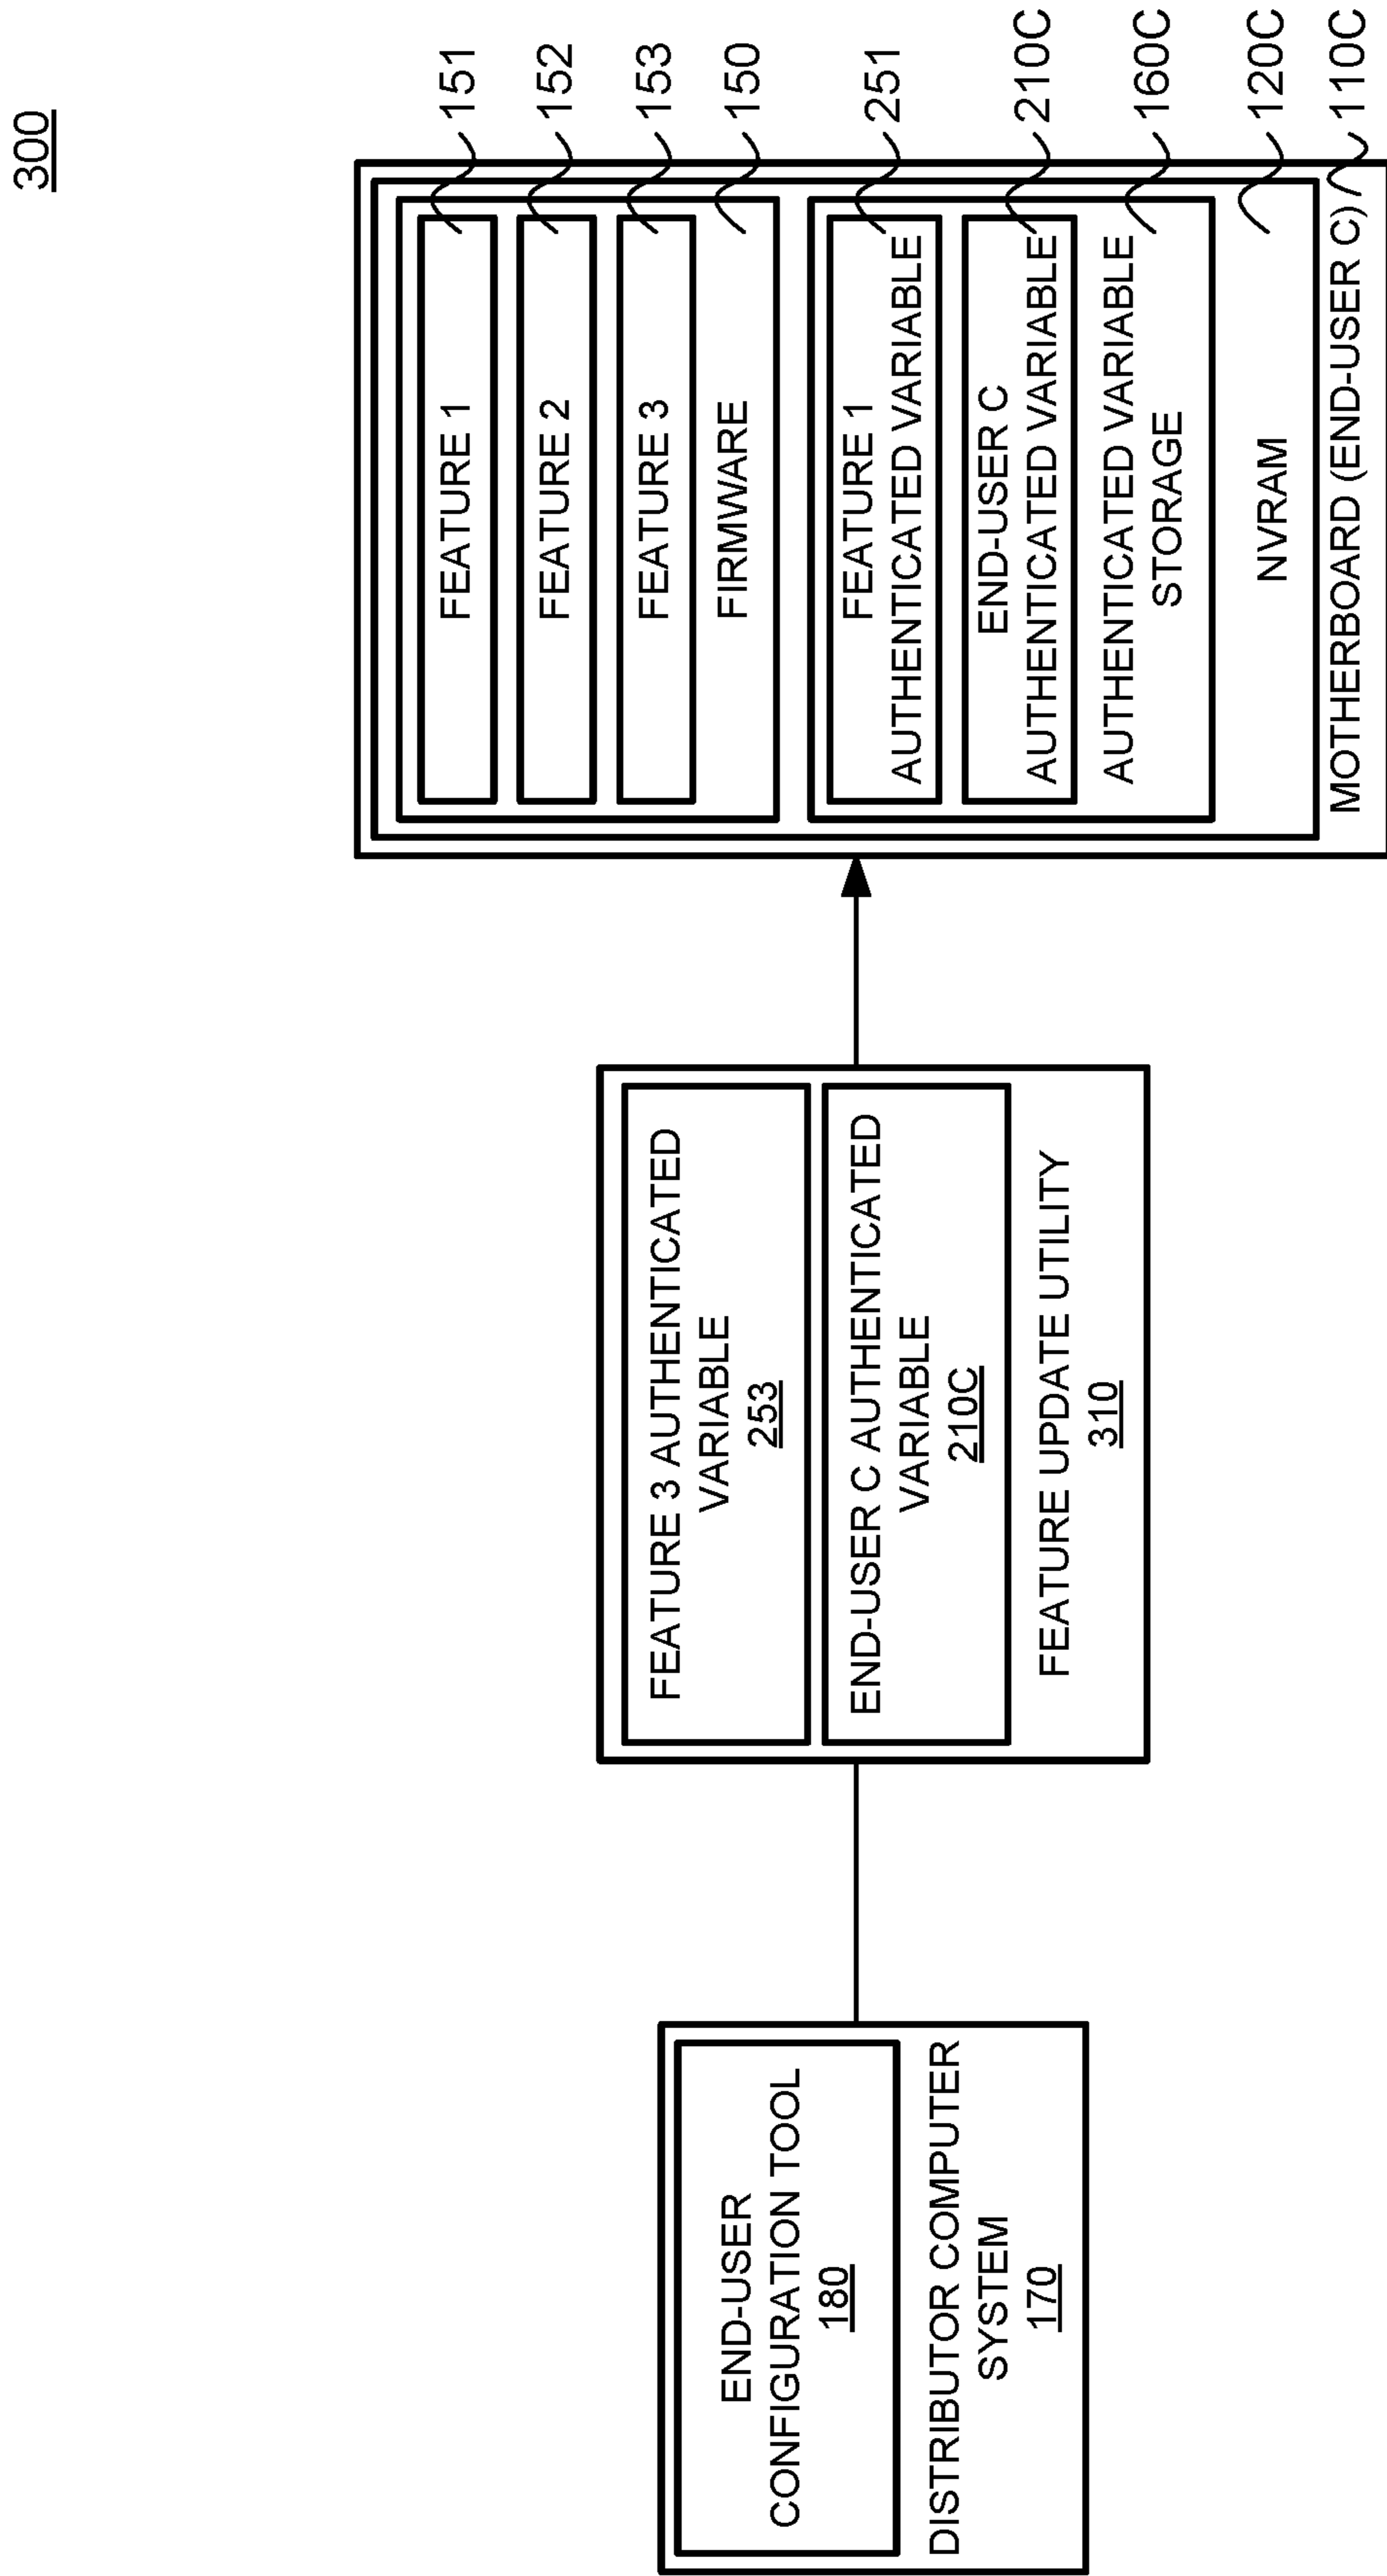 300
END-USER
CONFIGURATION TOOL
180
DISTRIBUTOR COMPUTER
SYSTEM
170
FEATURE 3 AUTHENTICATED
VARIABLE
253
END-USER C AUTHENTICATED
VARIABLE
210C
FEATURE UPDATE UTILITY
310
FEATURE 1
151
FEATURE 2
152
FEATURE 3
153
FIRMWARE
150
FEATURE 1
AUTHENTICATED VARIABLE
251
END-USER C
AUTHENTICATED VARIABLE
210C
AUTHENTICATED VARIABLE
STORAGE
160C
NVRAM
120C
MOTHERBOARD (END-USER C)
110C